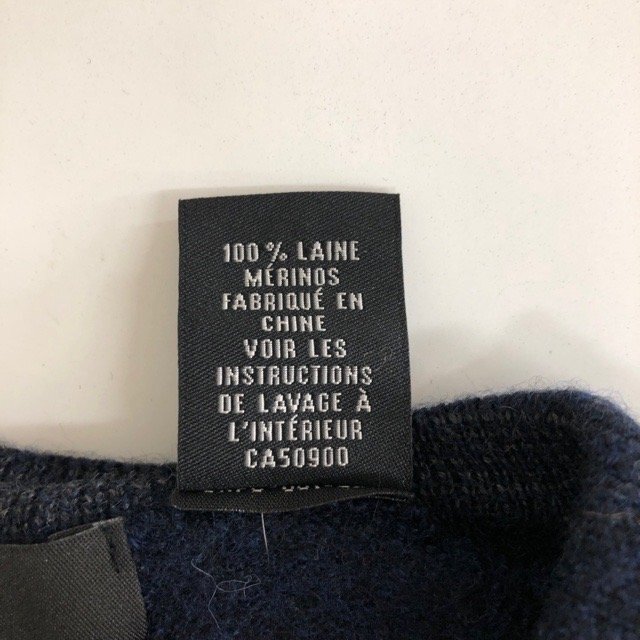 100 % LAINE
MÉRINOS
FABRIQUÉ EN
CHINE
VOIR LES
INSTRUCTIONS
DE LAVAGE À
L'INTÉRIEUR
CA50900